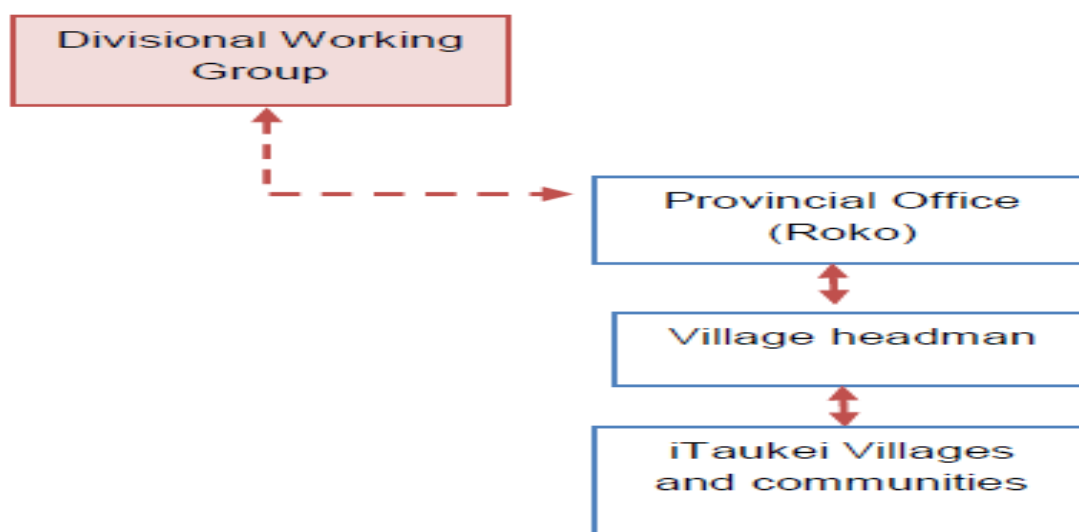 Divisional Working
Group
Provincial Office
(Roko)
Village headman
iTaukei Villages
and communities